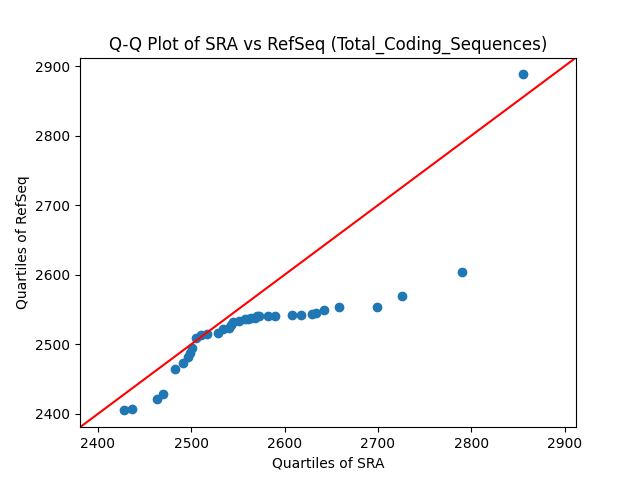 Q-Q Plot of SRA vs RefSeq (Total_Coding_Sequences)
2900
2800
2700
2600
2500
2400
Quartiles of RefSeq
2400 2500 2600 2700 2800 2900
Quartiles of SRA